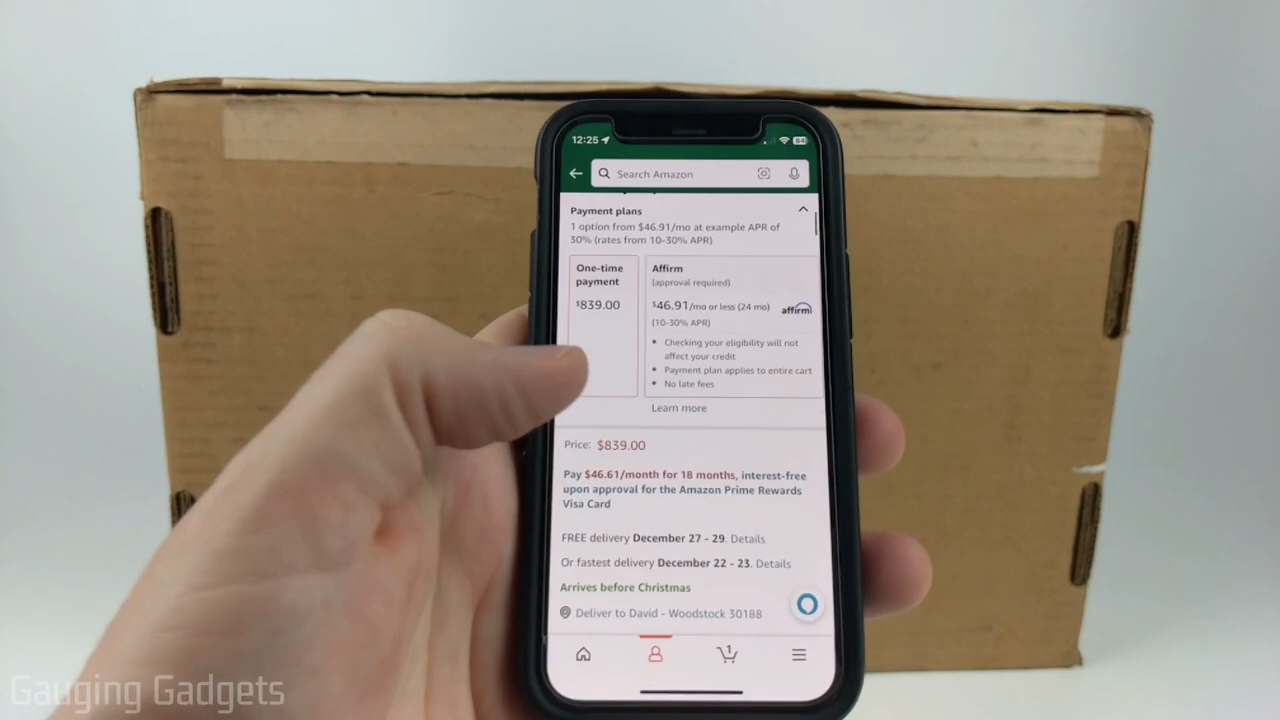 12:25
84
Search Amazon
Payment plans
1 option from $46.91/mo at example APR of
30% (rates from 10-30% APR)
One-time
payment
$839.00
Affirm
(approval required)
$46.91/mo or less (24 mo)
(10-30% APR)
affirm
• Checking your eligibility will not
affect your credit
• Payment plan applies to entire cart
• No late fees
Learn more
Price: $839.00
Pay $46.61/month for 18 months, interest-free
upon approval for the Amazon Prime Rewards
Visa Card
FREE delivery December 27 - 29. Details
Or fastest delivery December 22 - 23. Details
Arrives before Christmas
Deliver to David - Woodstock 30188
1
Gauging Gadgets